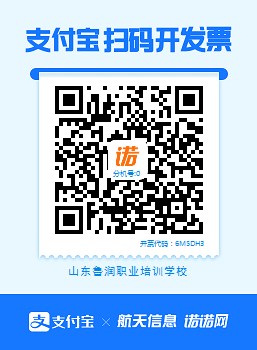 支付宝扫码开发票
诺
分机号:0
开票代码：6M5DH3
山东鲁润职业培训学校
支付宝 × 航天信息 诺诺网